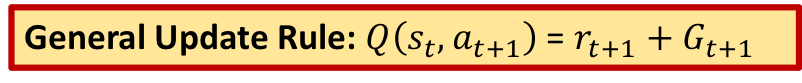 General Update Rule: Q(s_t, a_{t+1}) = r_{t+1} + G_{t+1}